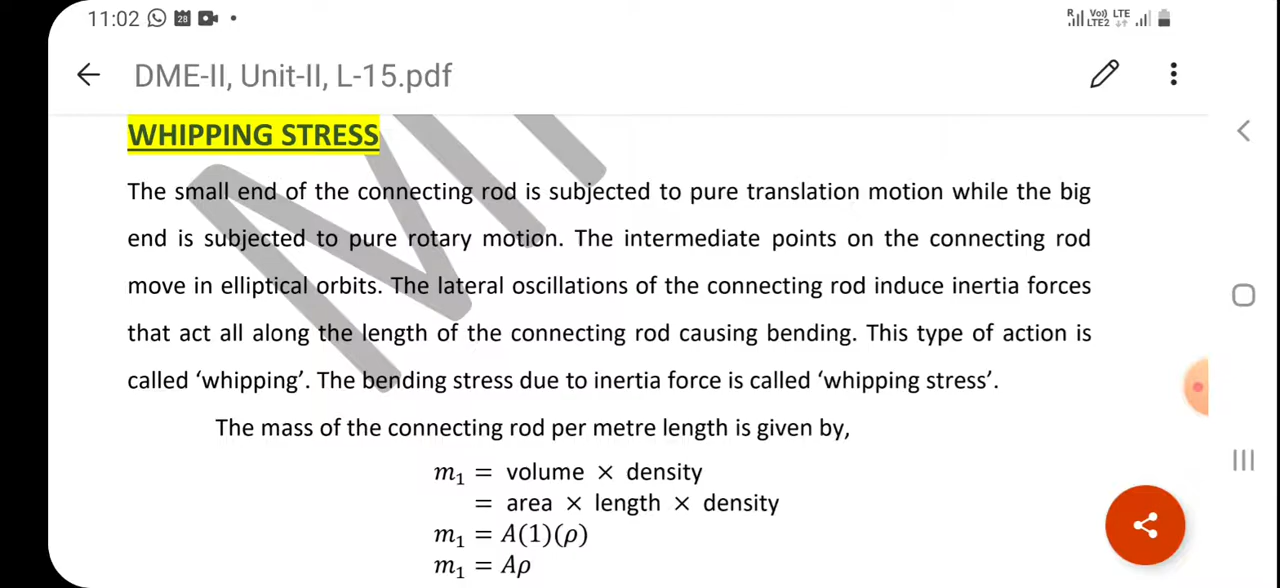 11:02 28
R Vo)) LTE
LTE2
DME-II, Unit-II, L-15.pdf
WHIPPING STRESS
The small end of the connecting rod is subjected to pure translation motion while the big
end is subjected to pure rotary motion. The intermediate points on the connecting rod
move in elliptical orbits. The lateral oscillations of the connecting rod induce inertia forces
that act all along the length of the connecting rod causing bending. This type of action is
called ‘whipping’. The bending stress due to inertia force is called ‘whipping stress’.
The mass of the connecting rod per metre length is given by,
m₁ = volume × density
= area × length × density
m₁ = A(1)(ρ)
m₁ = Aρ